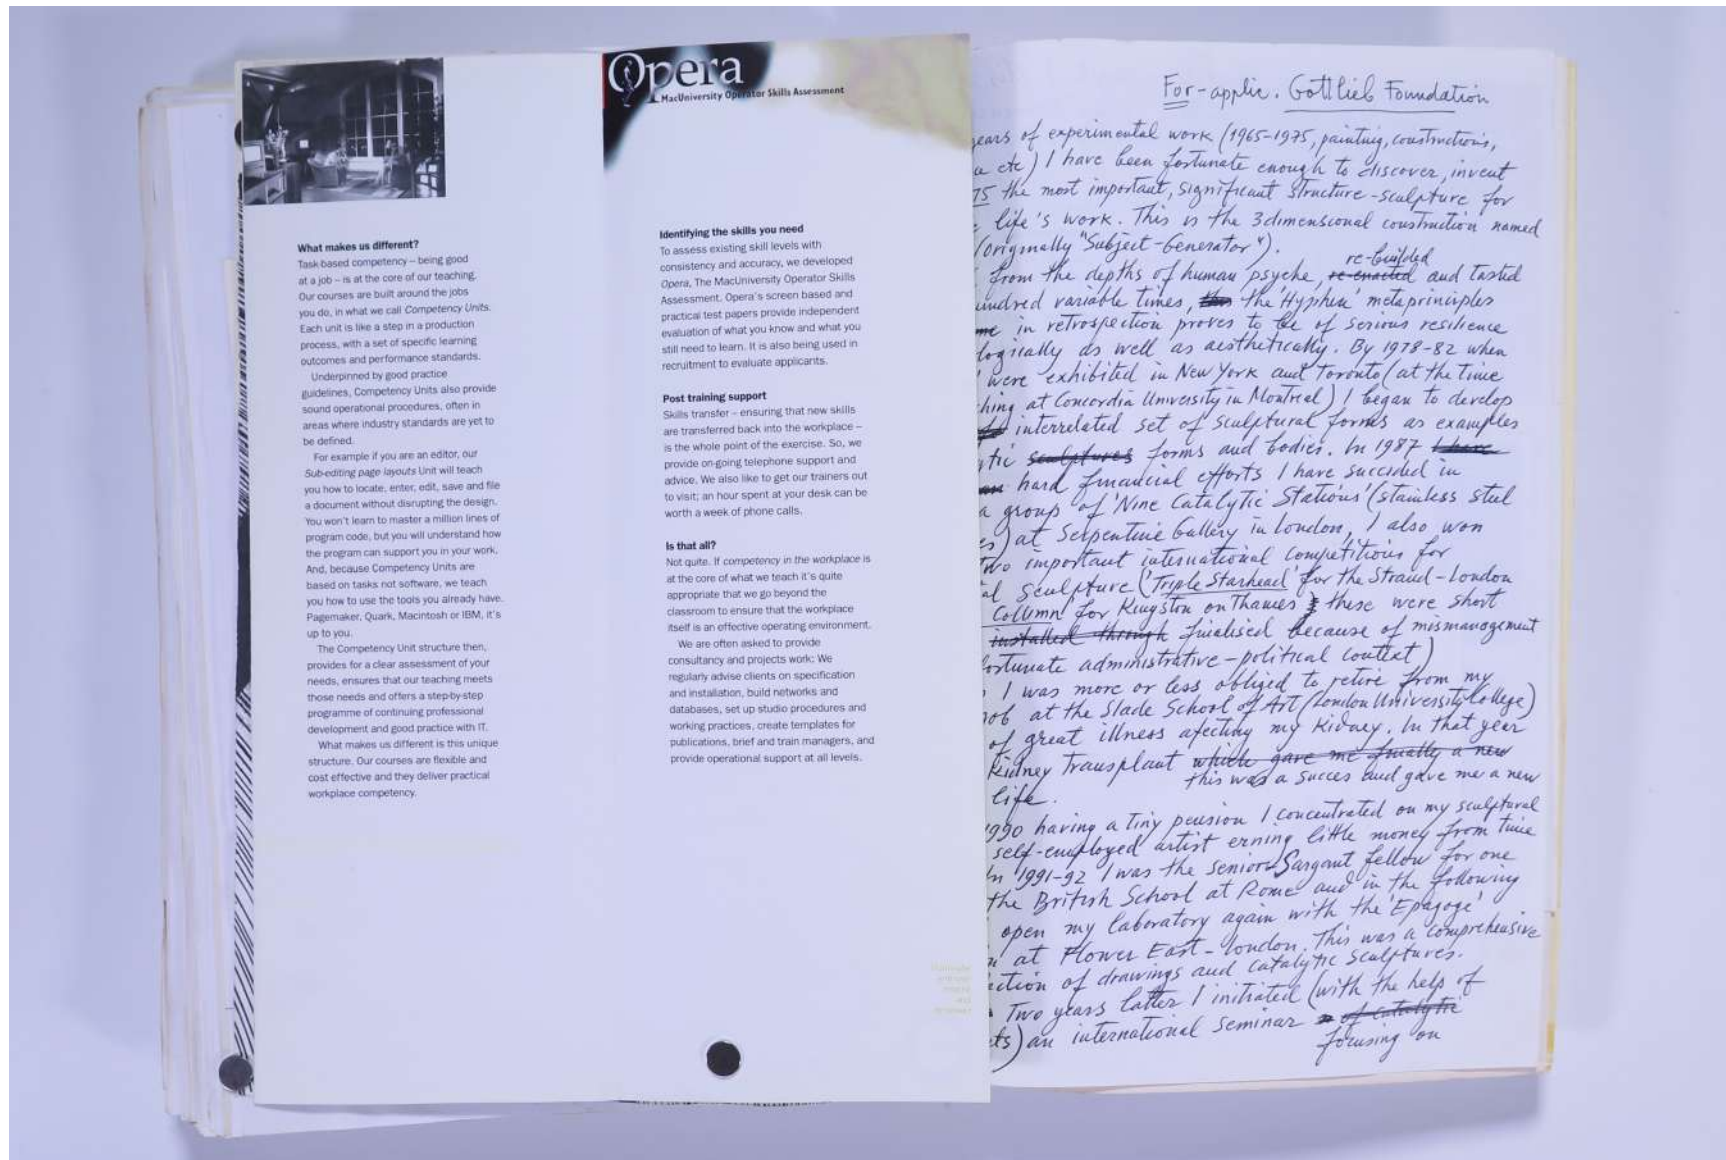 Opera
MacUniversity Operator Skills Assessment
What makes us different?
Task-based competency – being good
at a job – is at the core of our teaching.
Our courses are built around the jobs
you do, in what we call Competency Units.
Each unit is like a step in a production
process, with a set of specific learning
outcomes and performance standards.
Underpinned by good practice
guidelines, Competency Units also provide
sound operational procedures, often in
areas where industry standards are yet to
be defined.
For example if you are an editor, our
Sub-editing page layouts Unit will teach
you how to locate, enter, edit, save and file
a document without disrupting the design.
You won't learn to master a million lines of
program code, but you will understand how
the program can support you in your work.
And, because Competency Units are
based on tasks not software, we teach
you how to use the tools you already have.
Pagemaker, Quark, Macintosh or IBM, it's
up to you.
The Competency Unit structure then,
provides for a clear assessment of your
needs, ensures that our teaching meets
those needs and offers a step-by-step
programme of continuing professional
development and good practice with IT.
What makes us different is this unique
structure. Our courses are flexible and
cost effective and they deliver practical
workplace competency.
Identifying the skills you need
To assess existing skill levels with
consistency and accuracy, we developed
Opera, The MacUniversity Operator Skills
Assessment. Opera's screen based and
practical test papers provide independent
evaluation of what you know and what you
still need to learn. It is also being used in
recruitment to evaluate applicants.
Post training support
Skills transfer – ensuring that new skills
are transferred back into the workplace –
is the whole point of the exercise. So, we
provide on-going telephone support and
advice. We also like to get our trainers out
to visit; an hour spent at your desk can be
worth a week of phone calls.
Is that all?
Not quite. If competency in the workplace is
at the core of what we teach it's quite
appropriate that we go beyond the
classroom to ensure that the workplace
itself is an effective operating environment.
We are often asked to provide
consultancy and projects work: We
regularly advise clients on specification
and installation, build networks and
databases, set up studio procedures and
working practices, create templates for
publications, brief and train managers, and
provide operational support at all levels.
For-applic. Gottlieb Foundation
ears of experimental work (1965-1975, painting, constructions,
etc) I have been fortunate enough to discover, invent
75 the most important, significant structure-sculpture for
life's work. This is the 3dimensional construction named
(originally "Subject-Generator").
re-builded
from the depths of human psyche, re-enacted and tasted
undred variable times, this the 'Hyphen' metaprinciples
me in retrospection proves to be of serious resilience
logically as well as aesthetically. By 1978-82 when
were exhibited in New York and Toronto (at the time
hing at Concordia University in Montreal) I began to develop
interrelated set of sculptural forms as examples
tic sculptures forms and bodies. In 1987 I have
hard financial efforts I have succided in
a group of 'Nine Catalytic Stations' (stainless steel
es) at Serpentine Gallery in London, I also won
two important international competitions for
al sculpture ('Triple Starhead' for the Strand-London
Column' for Kingston on Thames) these were short
installed through finalised because of mismanagement
fortunate administrative-political context)
I was more or less obliged to retire from my
job at the Slade School of Art (London University College)
of great illness afecting my Kidney. In that year
Kidney transplant which gave me finally a new
this was a succes and gave me a new
life.
1990 having a tiny pension I concentrated on my sculptural
self-employed artist erning little money from time
In 1991-92 I was the senior Sargant fellow for one
the British School at Rome and in the following
open my laboratory again with the 'Epagoge'
at Flower East-London. This was a comprehensive
ction of drawings and catalytic sculptures.
Two years latter I initiated (with the help of
ts) an international seminar of catalytic
focusing on